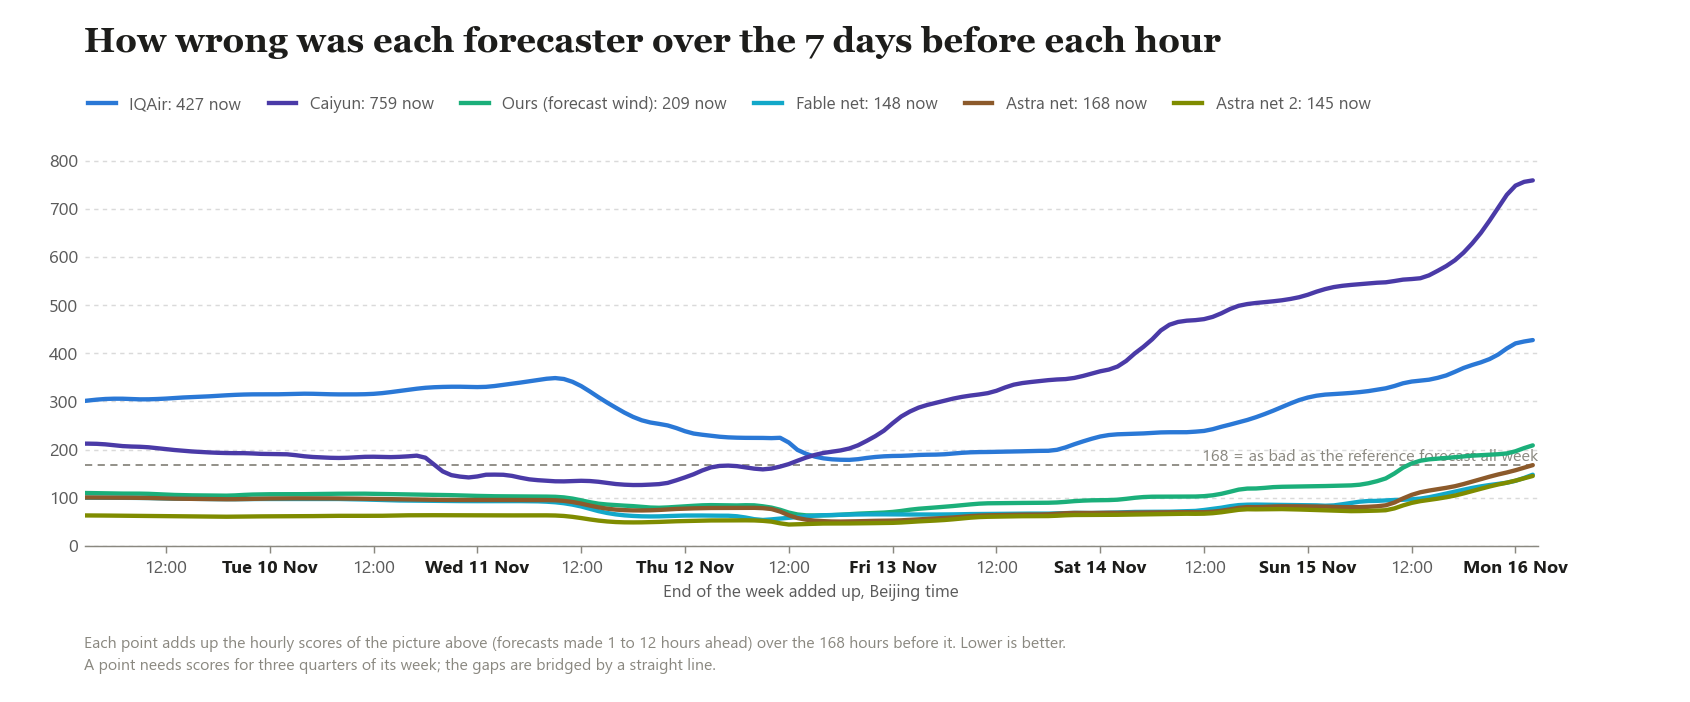 How wrong was each forecaster over the 7 days before each hour
IQAir: 427 now Caiyun: 759 now Ours (forecast wind): 209 now Fable net: 148 now Astra net: 168 now Astra net 2: 145 now
800
700
600
500
400
300
200
168 = as bad as the reference forecast all week
100
0
12:00 Tue 10 Nov 12:00 Wed 11 Nov 12:00 Thu 12 Nov 12:00 Fri 13 Nov 12:00 Sat 14 Nov 12:00 Sun 15 Nov 12:00 Mon 16 Nov
End of the week added up, Beijing time
Each point adds up the hourly scores of the picture above (forecasts made 1 to 12 hours ahead) over the 168 hours before it. Lower is better.
A point needs scores for three quarters of its week; the gaps are bridged by a straight line.